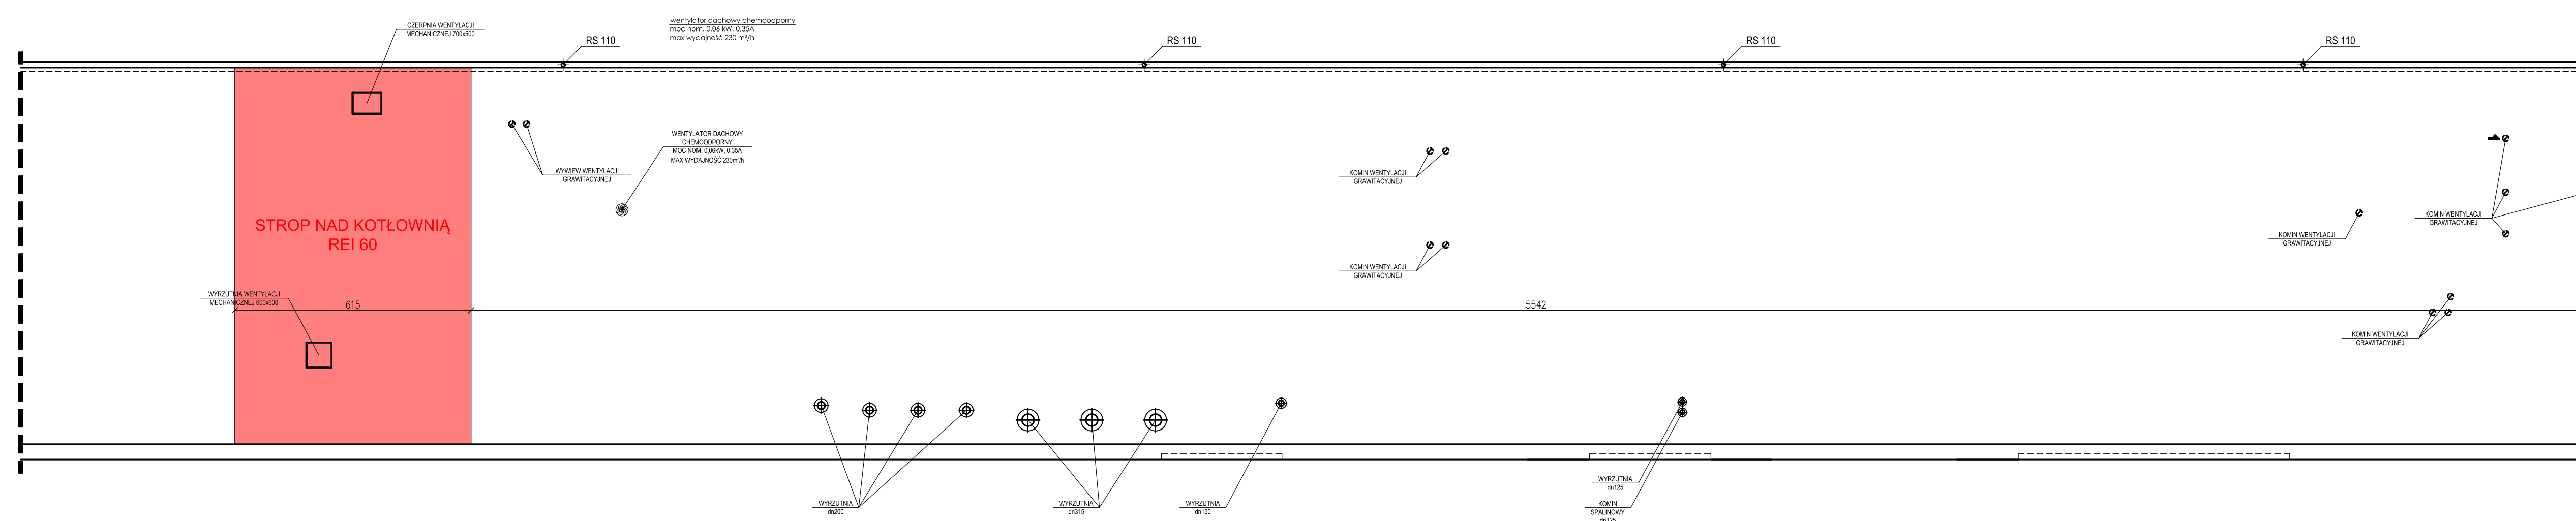 CZERPNIA WENTYLACJI
MECHANICZNEJ 700x500
wentylator dachowy chemoodporny
moc nom. 0,06 kW, 0,35A
max wydajność 230 m³/h
RS 110
RS 110
RS 110
RS 110
WENTYLATOR DACHOWY
CHEMOODPORNY
MOC NOM. 0,06kW, 0,35A
MAX WYDAJNOŚĆ 230m³/h
WYWIEW WENTYLACJI
GRAWITACYJNEJ
KOMIN WENTYLACJI
GRAWITACYJNEJ
KOMIN WENTYLACJI
GRAWITACYJNEJ
KOMIN WENTYLACJI
GRAWITACYJNEJ
STROP NAD KOTŁOWNIĄ
REI 60
KOMIN WENTYLACJI
GRAWITACYJNEJ
WYRZUTNIA WENTYLACJI
MECHANICZNEJ 600x600
615
5542
KOMIN WENTYLACJI
GRAWITACYJNEJ
WYRZUTNIA
dn200
WYRZUTNIA
dn315
WYRZUTNIA
dn150
WYRZUTNIA
dn125
KOMIN
SPALINOWY
dn125